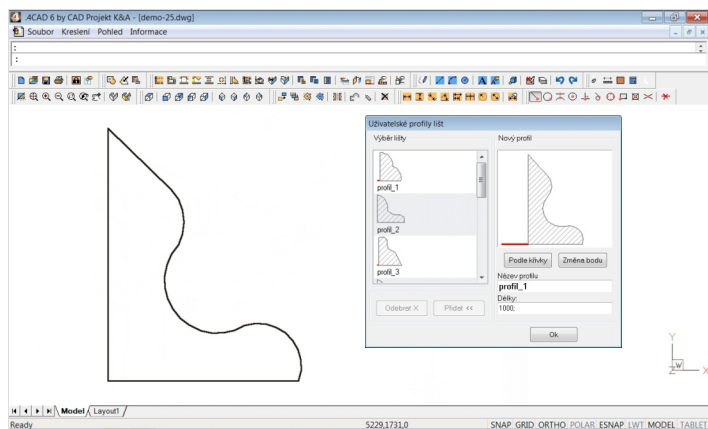 .4CAD 6 by CAD Projekt K&A - [demo-25.dwg]
Soubor Kreslení Pohled Informace
:
:
Uživatelské profily lišt
Výběr lišty
Nový profil
profil_1
profil_2
profil_3
Podle křivky
Změna bodu
Název profilu
profil_1
Délky:
1000;
Odebrat X
Přidat <<
Ok
Y
W
Z
X
Model
Layout1
Ready
5229,1731,0
SNAP GRID ORTHO POLAR ESNAP LWT MODEL TABLET